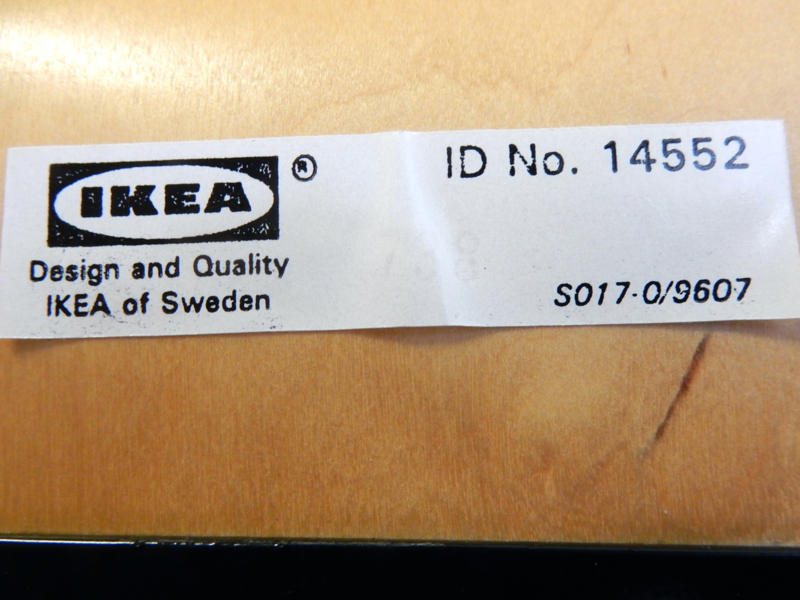 IKEA ®
Design and Quality
IKEA of Sweden
ID No. 14552
S017-0/9607